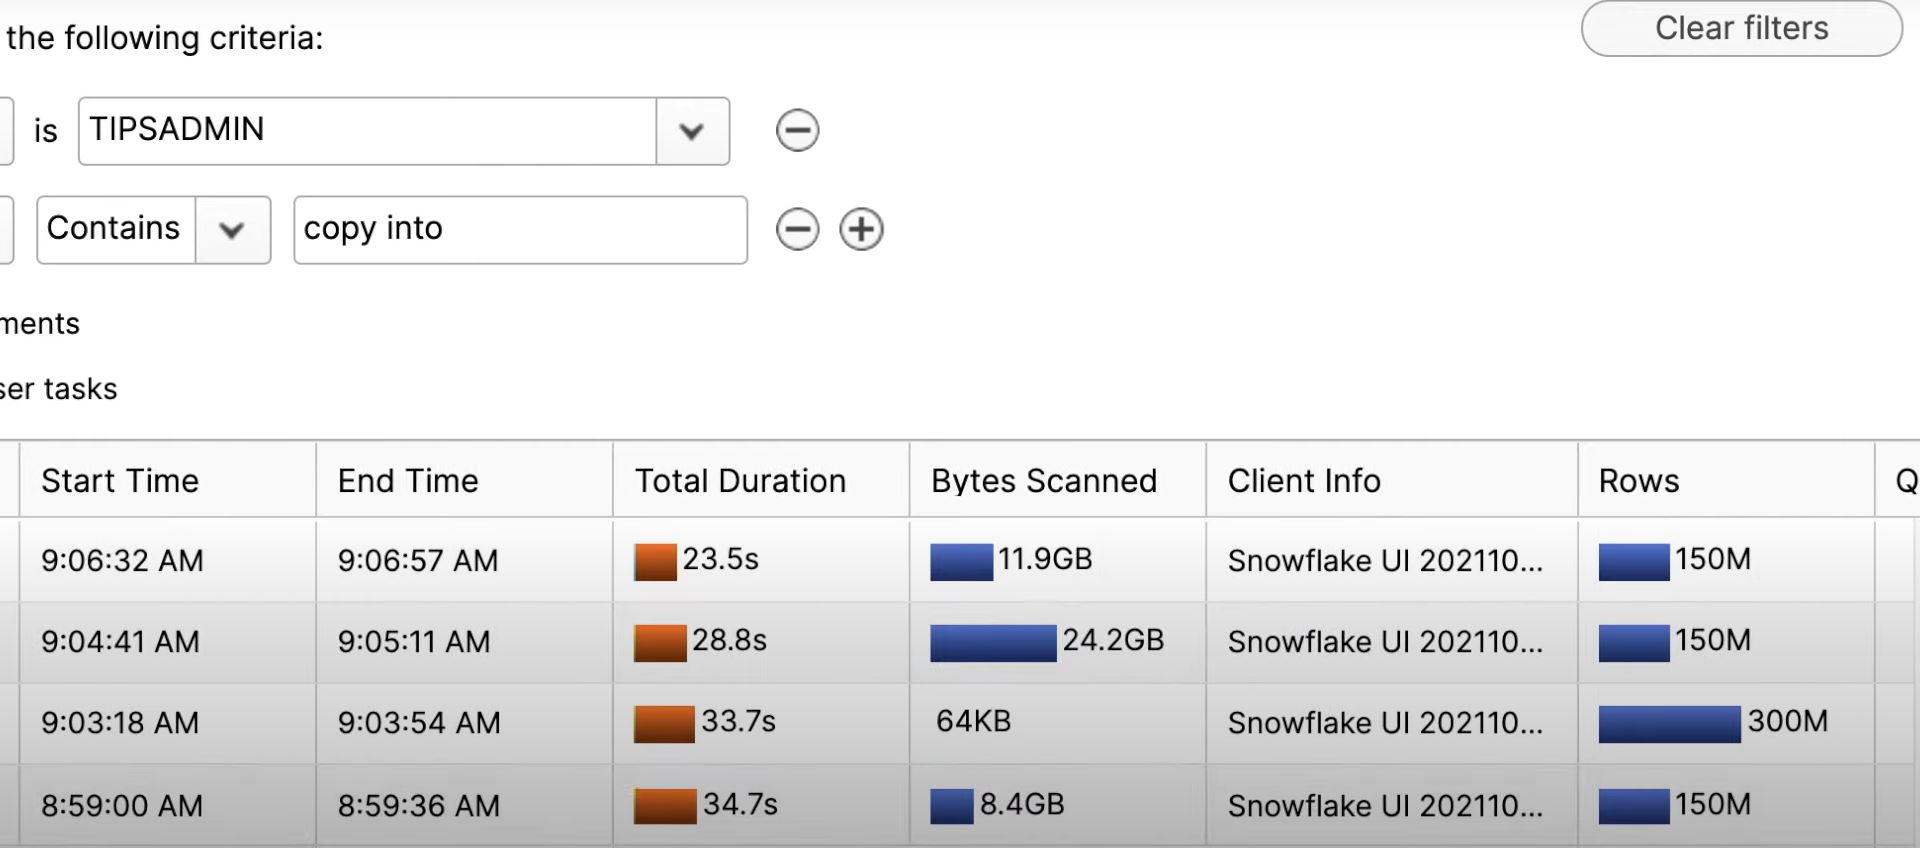 the following criteria:
Clear filters
is TIPSADMIN
Contains copy into
ments
ser tasks
Start Time End Time Total Duration Bytes Scanned Client Info Rows Q
9:06:32 AM 9:06:57 AM 23.5s 11.9GB Snowflake UI 202110... 150M
9:04:41 AM 9:05:11 AM 28.8s 24.2GB Snowflake UI 202110... 150M
9:03:18 AM 9:03:54 AM 33.7s 64KB Snowflake UI 202110... 300M
8:59:00 AM 8:59:36 AM 34.7s 8.4GB Snowflake UI 202110... 150M